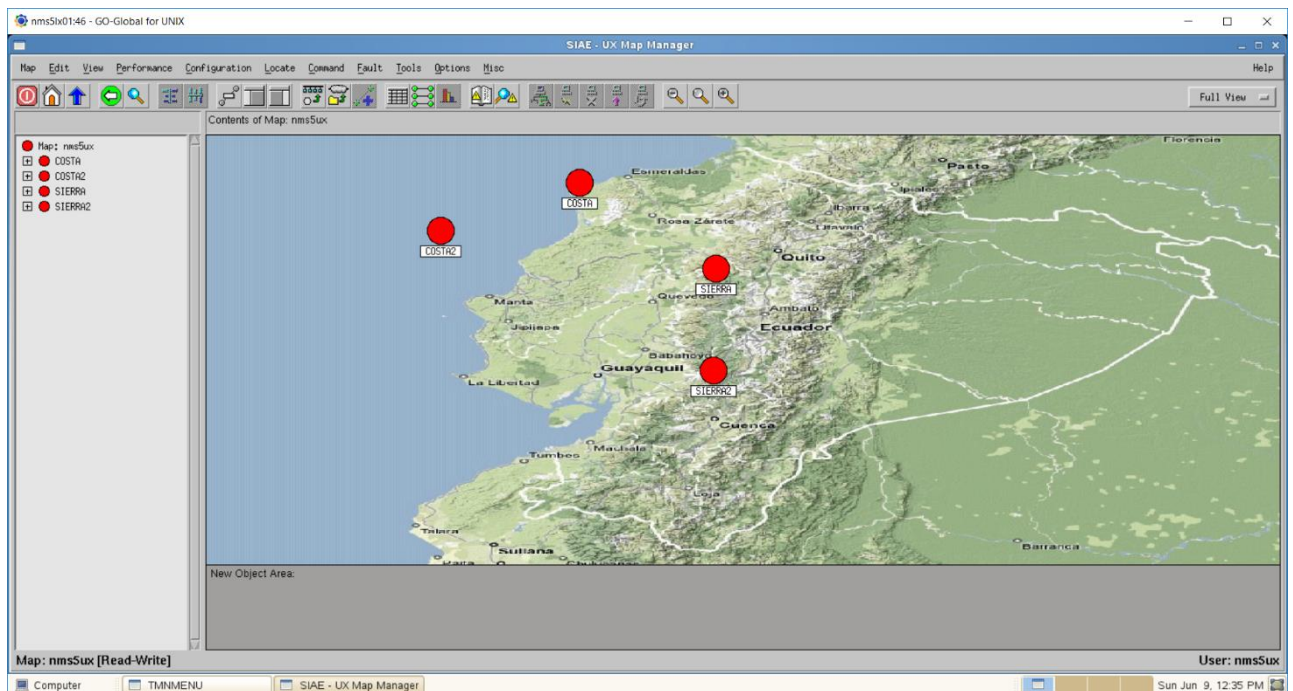 nms5lx01:46 - GO-Global for UNIX
SIAE - UX Map Manager
Map Edit View Performance Configuration Locate Command Fault Tools Options Misc Help
Full View
Contents of Map: nms5ux
Map: nms5ux
COSTA
COSTA2
SIERRA
SIERRA2
Florencia
Pasto
Esmeraldas
Ipiales
COSTA
Ibarra
Rosa Zárate
Otavalo
COSTA2
Quito
SIERRA
Manta
Quevedo
Ambato
Jipijapa
Ecuador
Babahoyo
Guayaquil
La Libertad
SIERRA2
Cuenca
Machala
Tumbes
Loja
Talara
Barranca
Sullana
Paita
Chulucanas
New Object Area:
Map: nms5ux [Read-Write]
User: nms5ux
Computer
TMNMENU
SIAE - UX Map Manager
Sun Jun 9, 12:35 PM